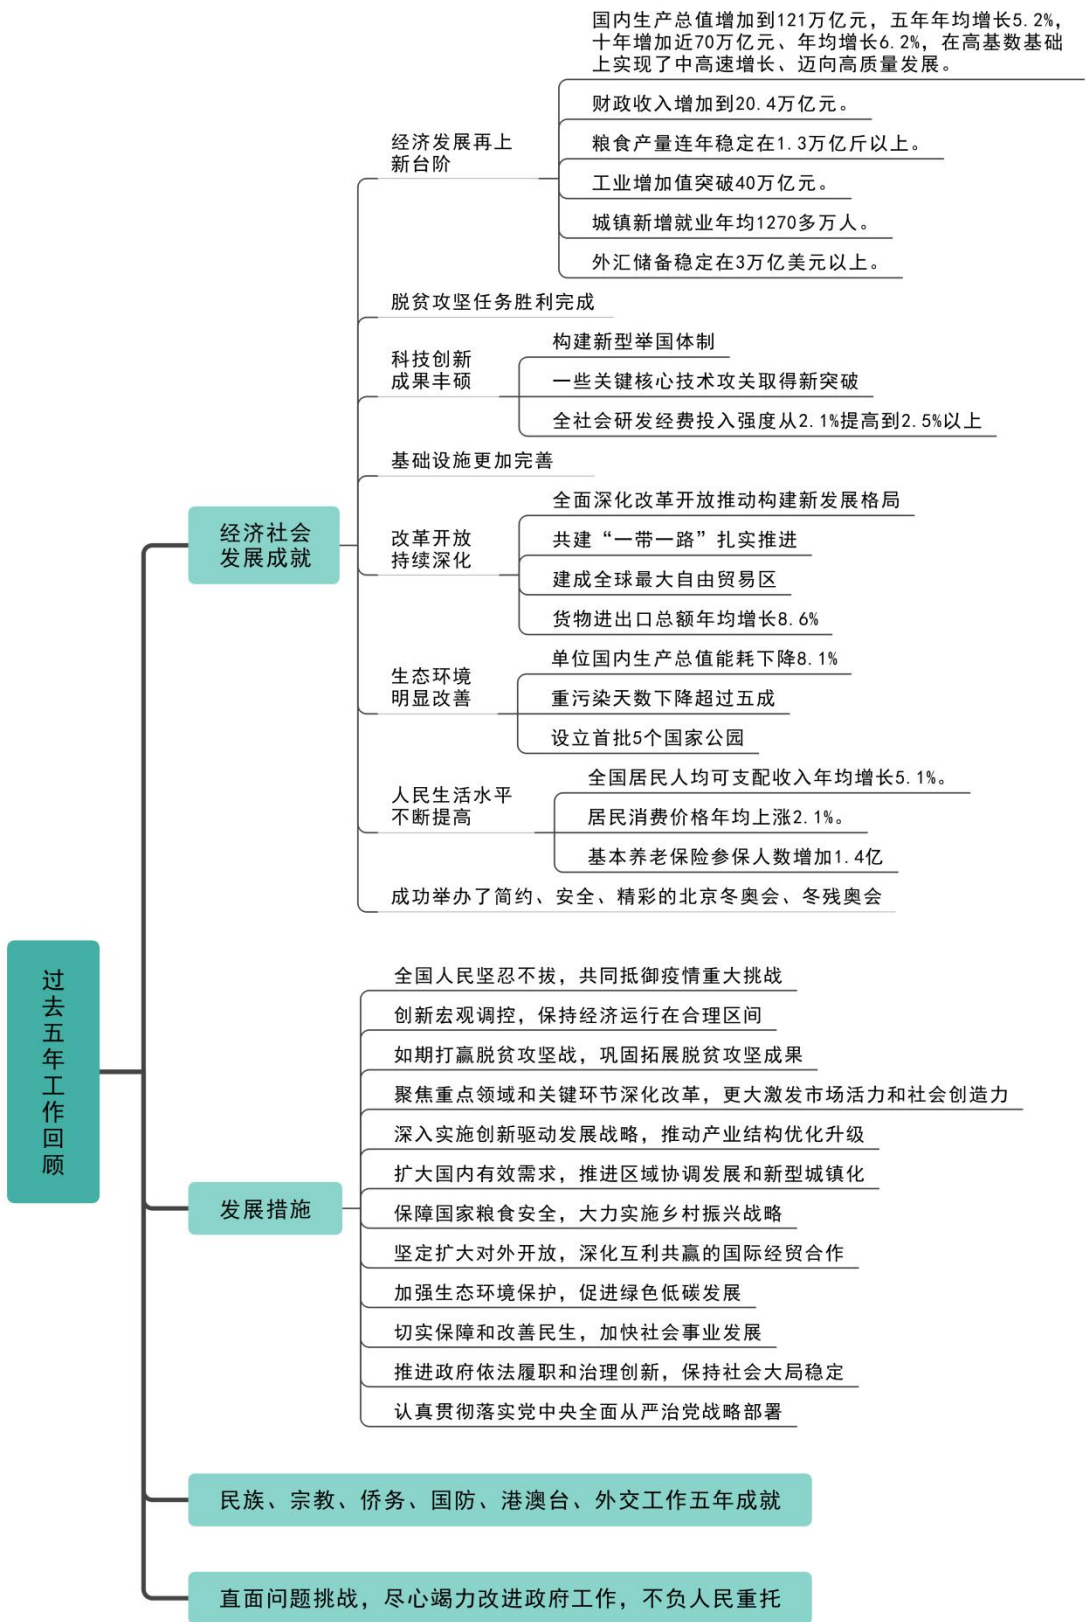 国内生产总值增加到121万亿元，五年年均增长5.2%，
十年增加近70万亿元、年均增长6.2%，在高基数基础
上实现了中高速增长、迈向高质量发展。
财政收入增加到20.4万亿元。
经济发展再上
新台阶
粮食产量连年稳定在1.3万亿斤以上。
工业增加值突破40万亿元。
城镇新增就业年均1270多万人。
外汇储备稳定在3万亿美元以上。
脱贫攻坚任务胜利完成
构建新型举国体制
科技创新
成果丰硕
一些关键核心技术攻关取得新突破
全社会研发经费投入强度从2.1%提高到2.5%以上
基础设施更加完善
经济社会
发展成就
全面深化改革开放推动构建新发展格局
改革开放
持续深化
共建“一带一路”扎实推进
建成全球最大自由贸易区
货物进出口总额年均增长8.6%
单位国内生产总值能耗下降8.1%
生态环境
明显改善
重污染天数下降超过五成
设立首批5个国家公园
全国居民人均可支配收入年均增长5.1%。
人民生活水平
不断提高
居民消费价格年均上涨2.1%。
基本养老保险参保人数增加1.4亿
成功举办了简约、安全、精彩的北京冬奥会、冬残奥会
过去五年工作回顾
全国人民坚忍不拔，共同抵御疫情重大挑战
创新宏观调控，保持经济运行在合理区间
如期打赢脱贫攻坚战，巩固拓展脱贫攻坚成果
聚焦重点领域和关键环节深化改革，更大激发市场活力和社会创造力
深入实施创新驱动发展战略，推动产业结构优化升级
扩大国内有效需求，推进区域协调发展和新型城镇化
发展措施
保障国家粮食安全，大力实施乡村振兴战略
坚定扩大对外开放，深化互利共赢的国际经贸合作
加强生态环境保护，促进绿色低碳发展
切实保障和改善民生，加快社会事业发展
推进政府依法履职和治理创新，保持社会大局稳定
认真贯彻落实党中央全面从严治党战略部署
民族、宗教、侨务、国防、港澳台、外交工作五年成就
直面问题挑战，尽心竭力改进政府工作，不负人民重托